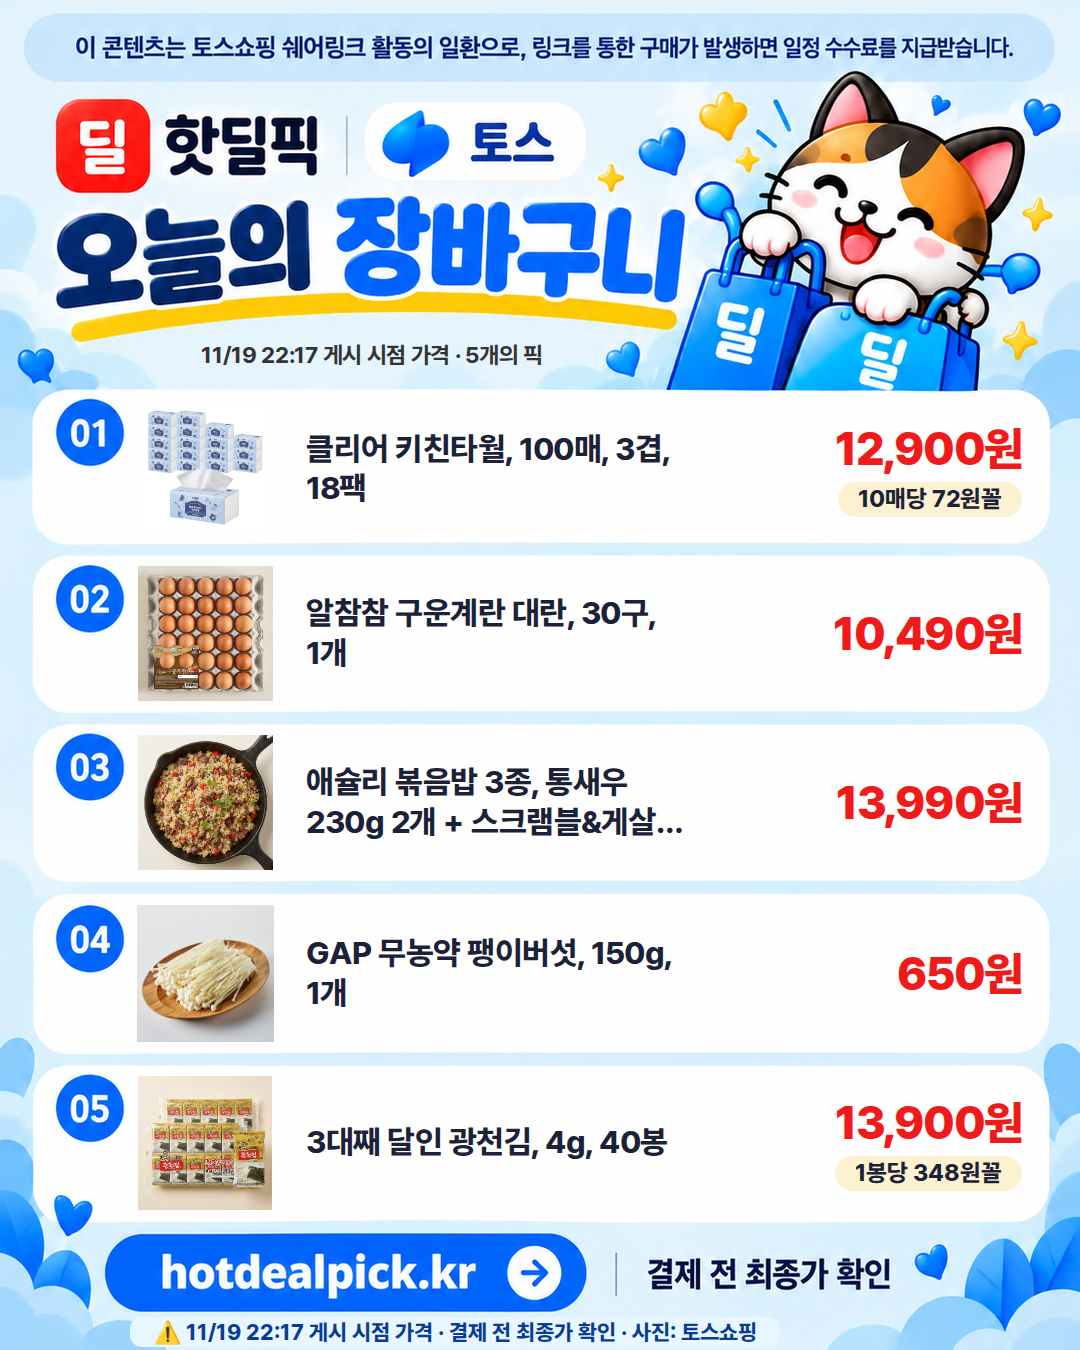 이 콘텐츠는 토스쇼핑 쉐어링크 활동의 일환으로, 링크를 통한 구매가 발생하면 일정 수수료를 지급받습니다.
딜 핫딜픽 토스
오늘의 장바구니
딜 딜
11/19 22:17 게시 시점 가격 · 5개의 픽
01
클리어 키친타월, 100매, 3겹,
18팩
12,900원
10매당 72원꼴
02
알참참 구운계란 대란, 30구,
1개
10,490원
03
애슐리 볶음밥 3종, 통새우
230g 2개 + 스크램블&게살...
13,990원
04
GAP 무농약 팽이버섯, 150g,
1개
650원
05
3대째 달인 광천김, 4g, 40봉
13,900원
1봉당 348원꼴
hotdealpick.kr
결제 전 최종가 확인
⚠️ 11/19 22:17 게시 시점 가격 · 결제 전 최종가 확인 · 사진: 토스쇼핑